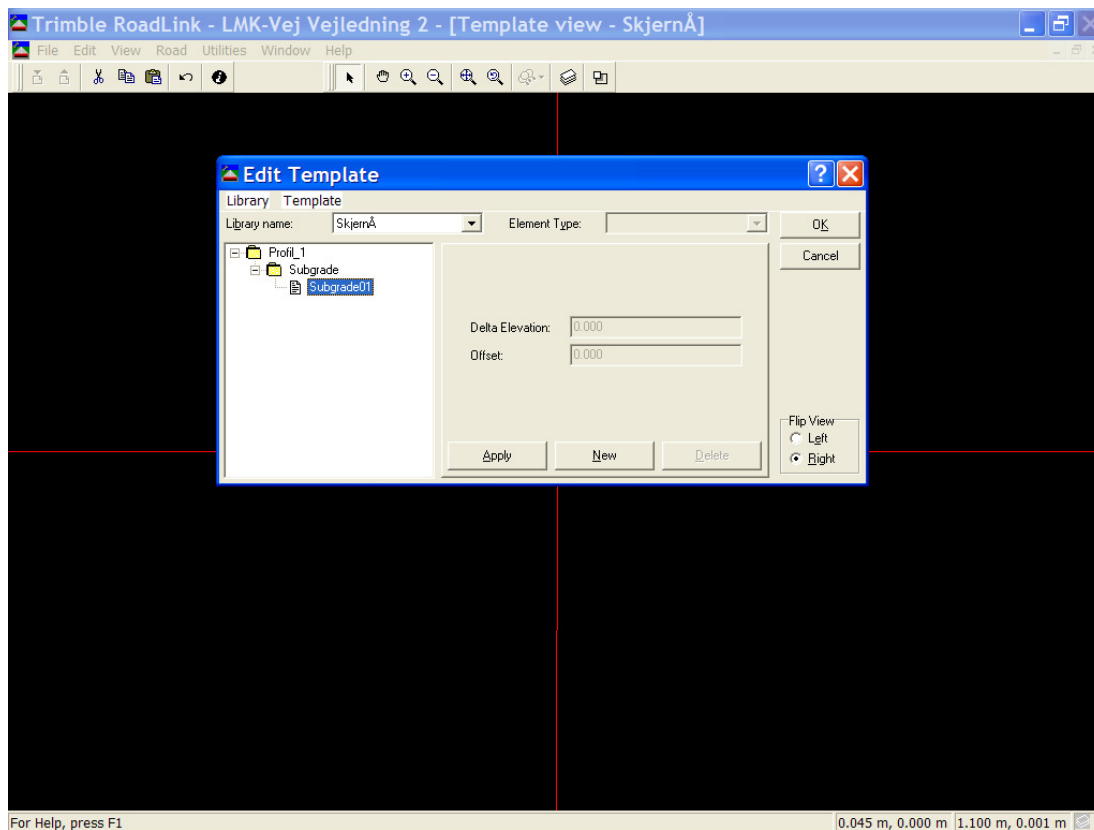 Trimble RoadLink - LMK-Vej Vejledning 2 - [Template view - SkjernÅ]
File Edit View Road Utilities Window Help
Edit Template
Library Template
Library name: SkjernÅ Element Type: OK
Profil_1 Cancel
Subgrade
Subgrade01
Delta Elevation: 0.000
Offset: 0.000
Flip View
Left
Apply New Delete Right
For Help, press F1 0.045 m, 0.000 m 1.100 m, 0.001 m